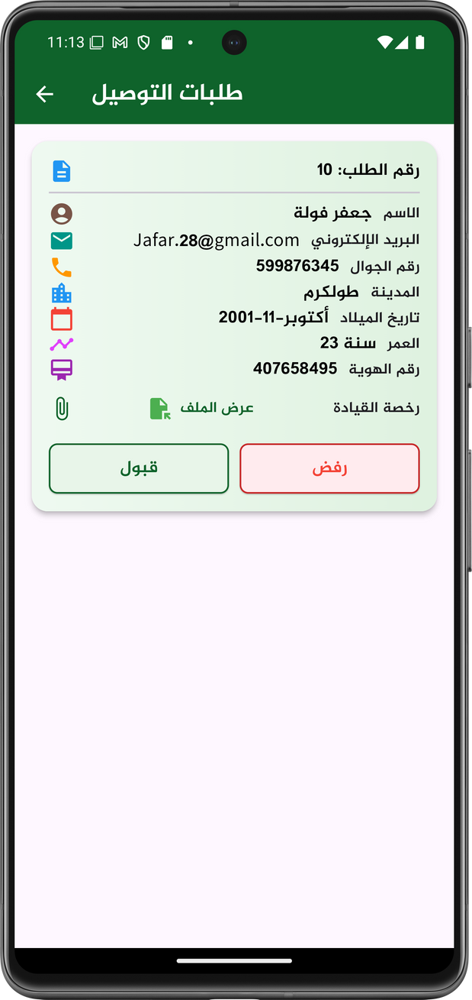 11:13
طلبات التوصيل
رقم الطلب: 10
الاسم جعفر فولة
البريد الإلكتروني Jafar.28@gmail.com
رقم الجوال 599876345
المدينة طولكرم
تاريخ الميلاد أكتوبر-11-2001
العمر 23 سنة
رقم الهوية 407658495
رخصة القيادة عرض الملف
رفض قبول